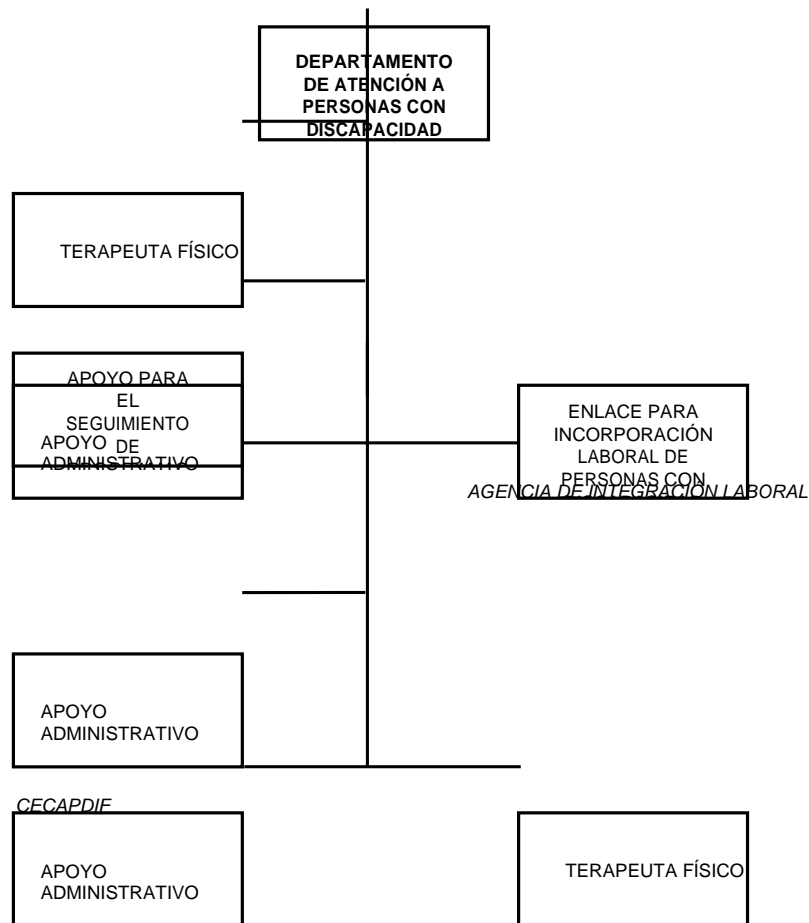 DEPARTAMENTO
DE ATENCIÓN A
PERSONAS CON
DISCAPACIDAD
TERAPEUTA FÍSICO
APOYO PARA
EL
SEGUIMIENTO
DE
APOYO
ADMINISTRATIVO
ENLACE PARA
INCORPORACIÓN
LABORAL DE
PERSONAS CON
AGENCIA DE INTEGRACIÓN LABORAL
APOYO
ADMINISTRATIVO
CECAPDIF
APOYO
ADMINISTRATIVO
TERAPEUTA FÍSICO